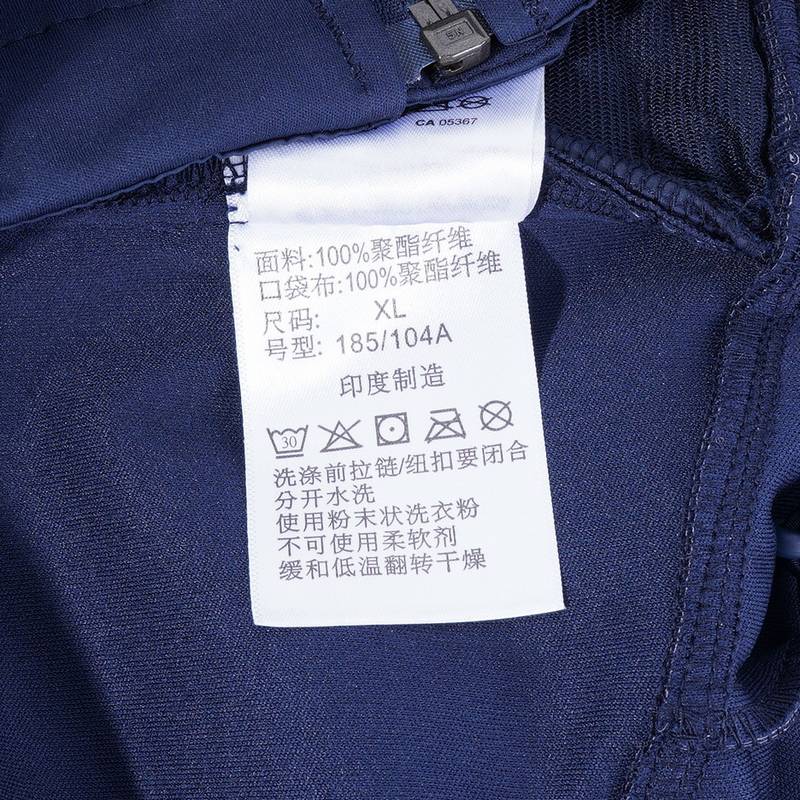 CA 05367
面料:100%聚酯纤维
口袋布:100%聚酯纤维
尺码: XL
号型: 185/104A
印度制造
30
洗涤前拉链/纽扣要闭合
分开水洗
使用粉末状洗衣粉
不可使用柔软剂
缓和低温翻转干燥